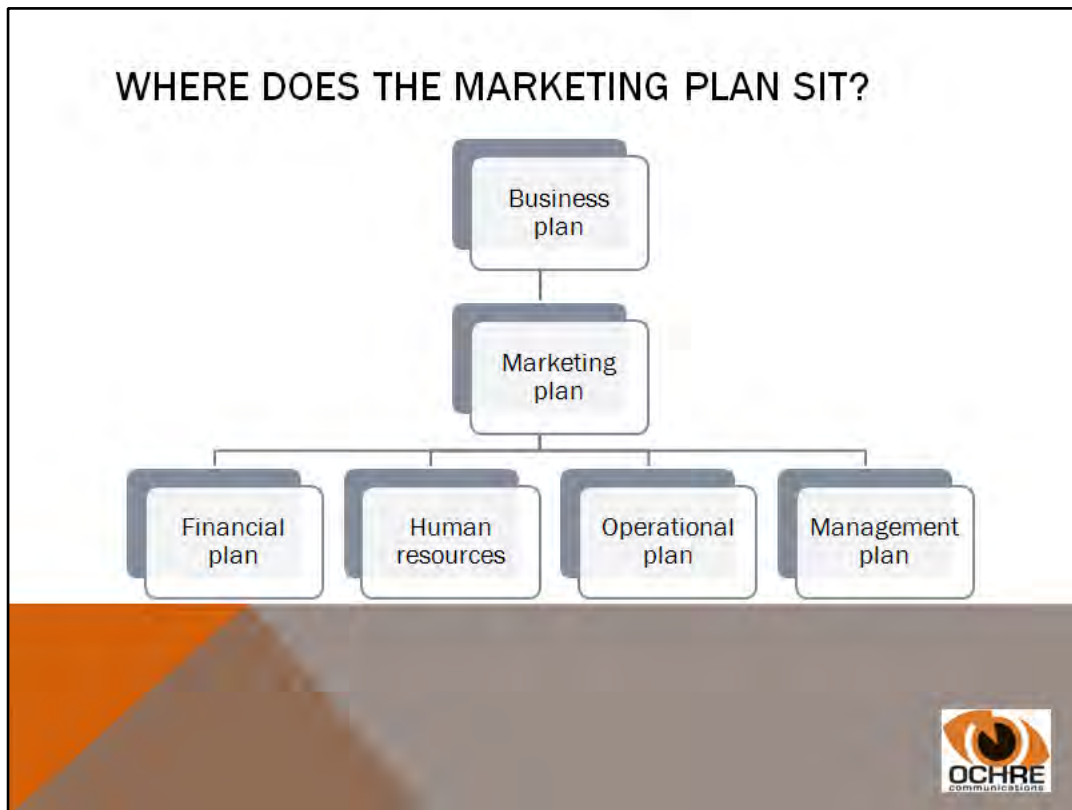 WHERE DOES THE MARKETING PLAN SIT?
Business
plan
Marketing
plan
Financial
plan
Human
resources
Operational
plan
Management
plan
OCHRE
communications